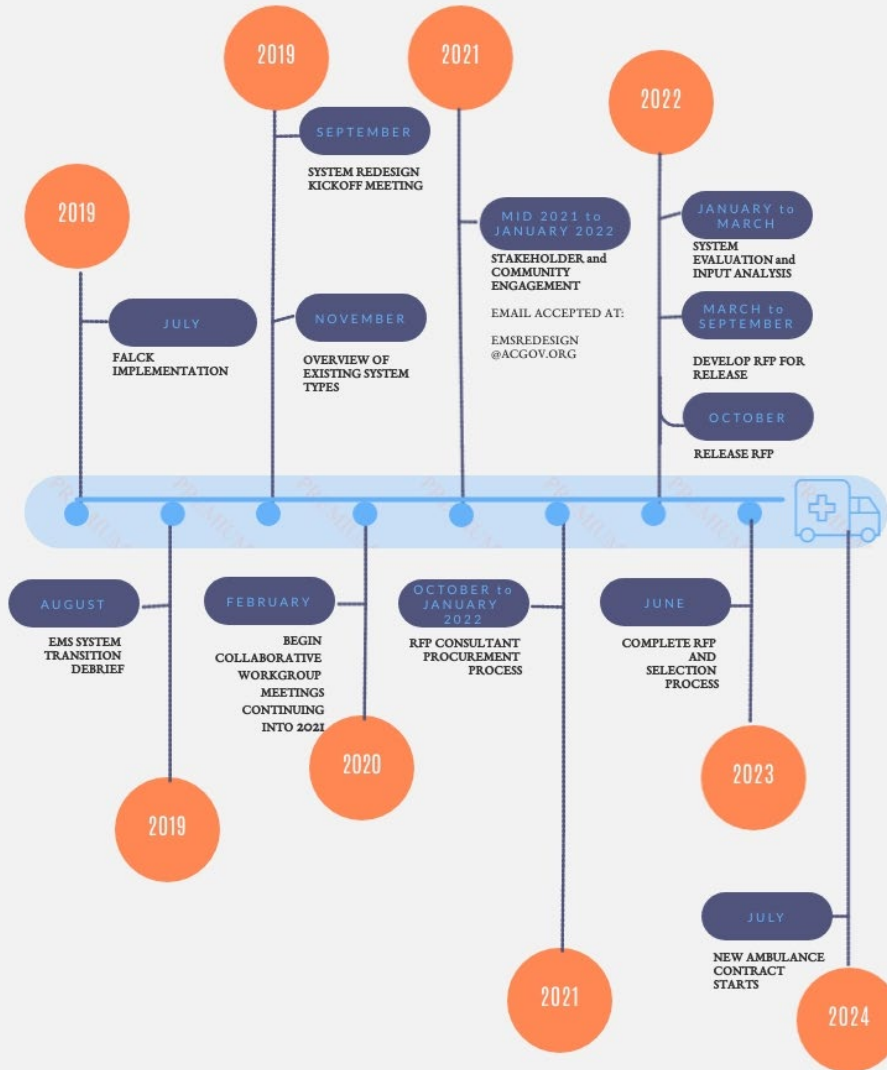 2019
JULY
FALCK
IMPLEMENTATION
2019
SEPTEMBER
SYSTEM REDESIGN
KICKOFF MEETING
NOVEMBER
OVERVIEW OF
EXISTING SYSTEM
TYPES
2021
MID 2021 to
JANUARY 2022
STAKEHOLDER and
COMMUNITY
ENGAGEMENT
EMAIL ACCEPTED AT:
EMSREDESIGN
@ACGOV.ORG
2022
JANUARY to
MARCH
SYSTEM
EVALUATION and
INPUT ANALYSIS
MARCH to
SEPTEMBER
DEVELOP RFP FOR
RELEASE
OCTOBER
RELEASE RFP
AUGUST
EMS SYSTEM
TRANSITION
DEBRIEF
2019
FEBRUARY
BEGIN
COLLABORATIVE
WORKGROUP
MEETINGS
CONTINUING
INTO 2021
2020
OCTOBER to
JANUARY
2022
RFP CONSULTANT
PROCUREMENT
PROCESS
2021
JUNE
COMPLETE RFP
AND
SELECTION
PROCESS
2023
JULY
NEW AMBULANCE
CONTRACT
STARTS
2024